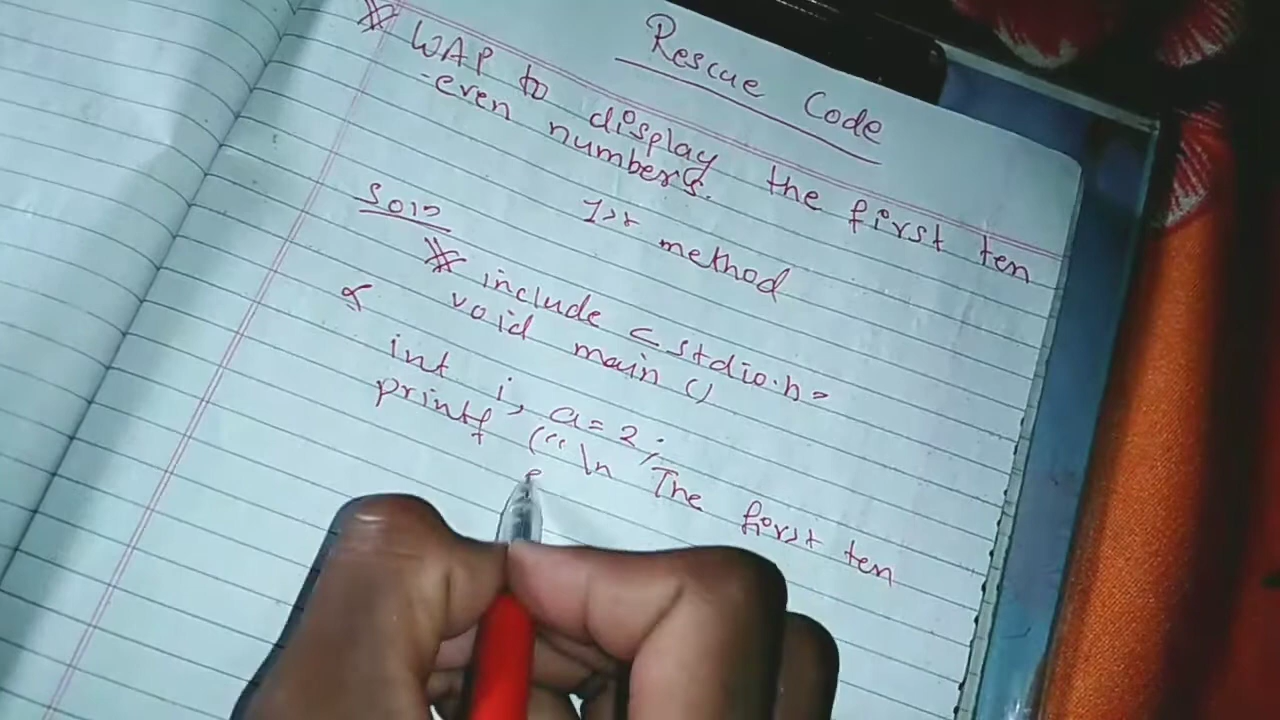 Rescue Code
* WAP to display the first ten
-even numbers.
Soln
1st method
# include <stdio.h>
void main ()
{
int i, a=2;
printf ("\n The first ten
e